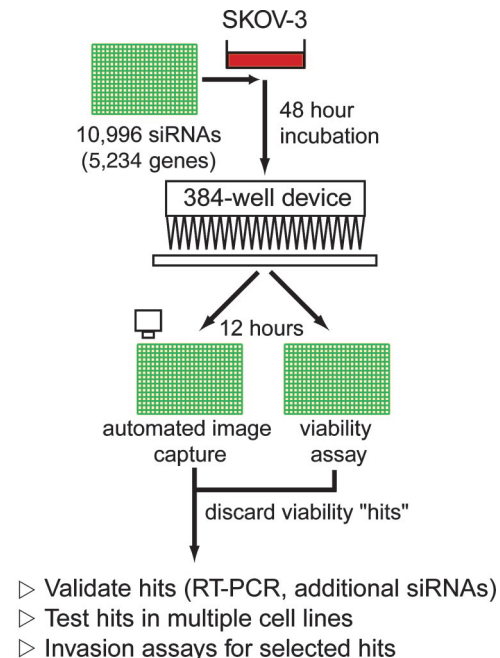 SKOV-3
10,996 siRNAs
(5,234 genes)
48 hour
incubation
384-well device
12 hours
automated image
capture
viability
assay
discard viability "hits"
▷ Validate hits (RT-PCR, additional siRNAs)
▷ Test hits in multiple cell lines
▷ Invasion assays for selected hits